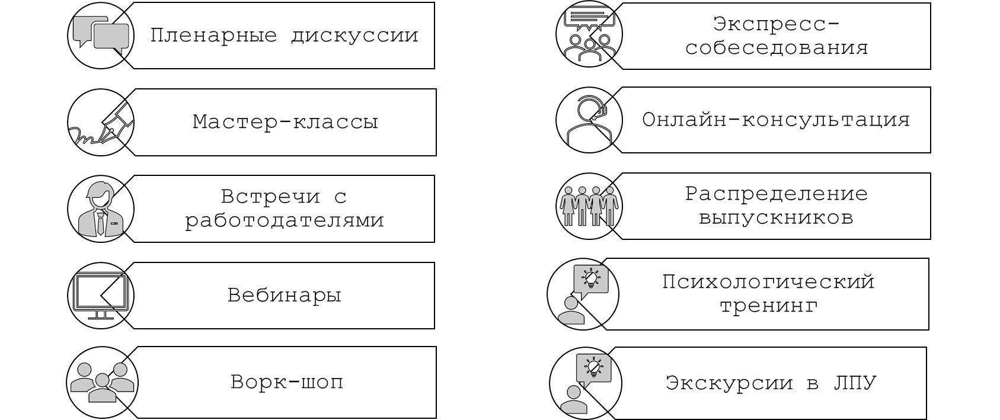 Пленарные дискуссии
Мастер-классы
Встречи с
работодателями
Вебинары
Ворк-шоп
Экспресс-
собеседования
Онлайн-консультация
Распределение
выпускников
Психологический
тренинг
Экскурсии в ЛПУ